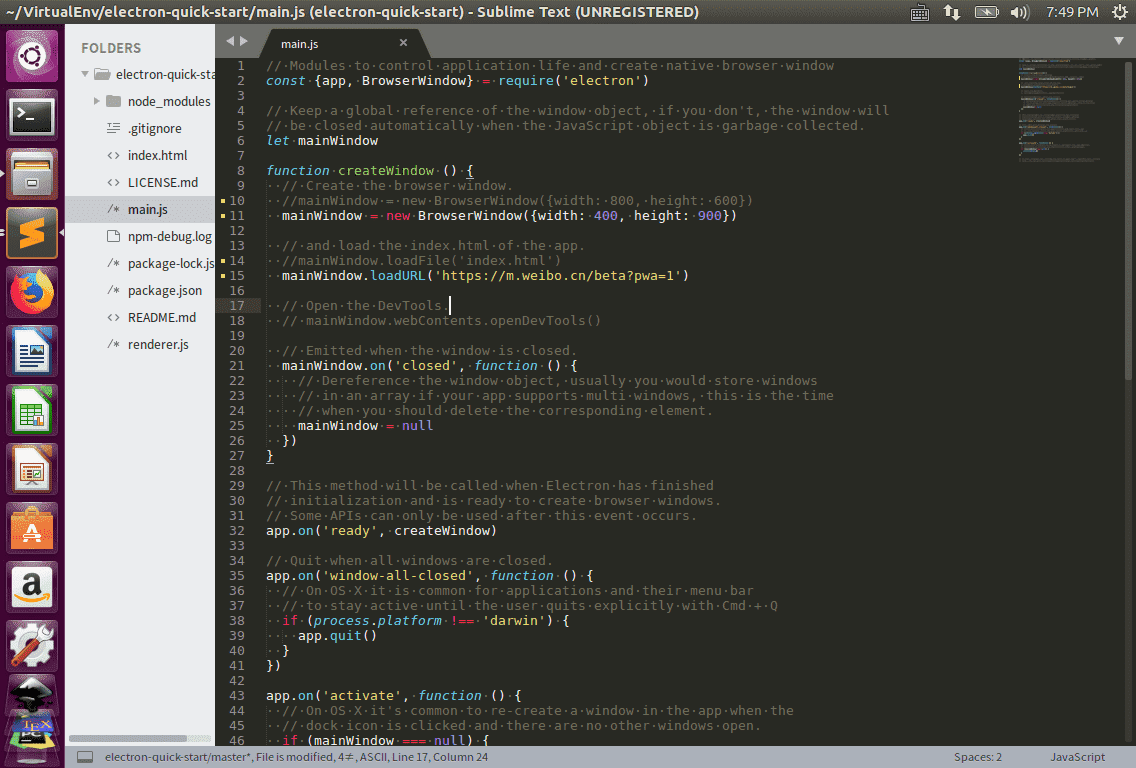 ~/VirtualEnv/electron-quick-start/main.js (electron-quick-start) - Sublime Text (UNREGISTERED)
7:49 PM
FOLDERS
electron-quick-sta
node_modules
.gitignore
index.html
LICENSE.md
main.js
npm-debug.log
package-lock.js
package.json
README.md
renderer.js
main.js
1 // Modules to control application life and create native browser window
2 const {app, BrowserWindow} = require('electron')
3
4 // Keep a global reference of the window object, if you don't, the window will
5 // be closed automatically when the JavaScript object is garbage collected.
6 let mainWindow
7
8 function createWindow () {
9   // Create the browser window.
10   //mainWindow = new BrowserWindow({width: 800, height: 600})
11   mainWindow = new BrowserWindow({width: 400, height: 900})
12
13   // and load the index.html of the app.
14   //mainWindow.loadFile('index.html')
15   mainWindow.loadURL('https://m.weibo.cn/beta?pwa=1')
16
17   // Open the DevTools.
18   // mainWindow.webContents.openDevTools()
19
20   // Emitted when the window is closed.
21   mainWindow.on('closed', function () {
22     // Dereference the window object, usually you would store windows
23     // in an array if your app supports multi windows, this is the time
24     // when you should delete the corresponding element.
25     mainWindow = null
26   })
27 }
28
29 // This method will be called when Electron has finished
30 // initialization and is ready to create browser windows.
31 // Some APIs can only be used after this event occurs.
32 app.on('ready', createWindow)
33
34 // Quit when all windows are closed.
35 app.on('window-all-closed', function () {
36   // On OS X it is common for applications and their menu bar
37   // to stay active until the user quits explicitly with Cmd + Q
38   if (process.platform !== 'darwin') {
39     app.quit()
40   }
41 })
42
43 app.on('activate', function () {
44   // On OS X it's common to re-create a window in the app when the
45   // dock icon is clicked and there are no other windows open.
46   if (mainWindow === null) {
electron-quick-start/master*, File is modified, 4≠, ASCII, Line 17, Column 24
Spaces: 2
JavaScript